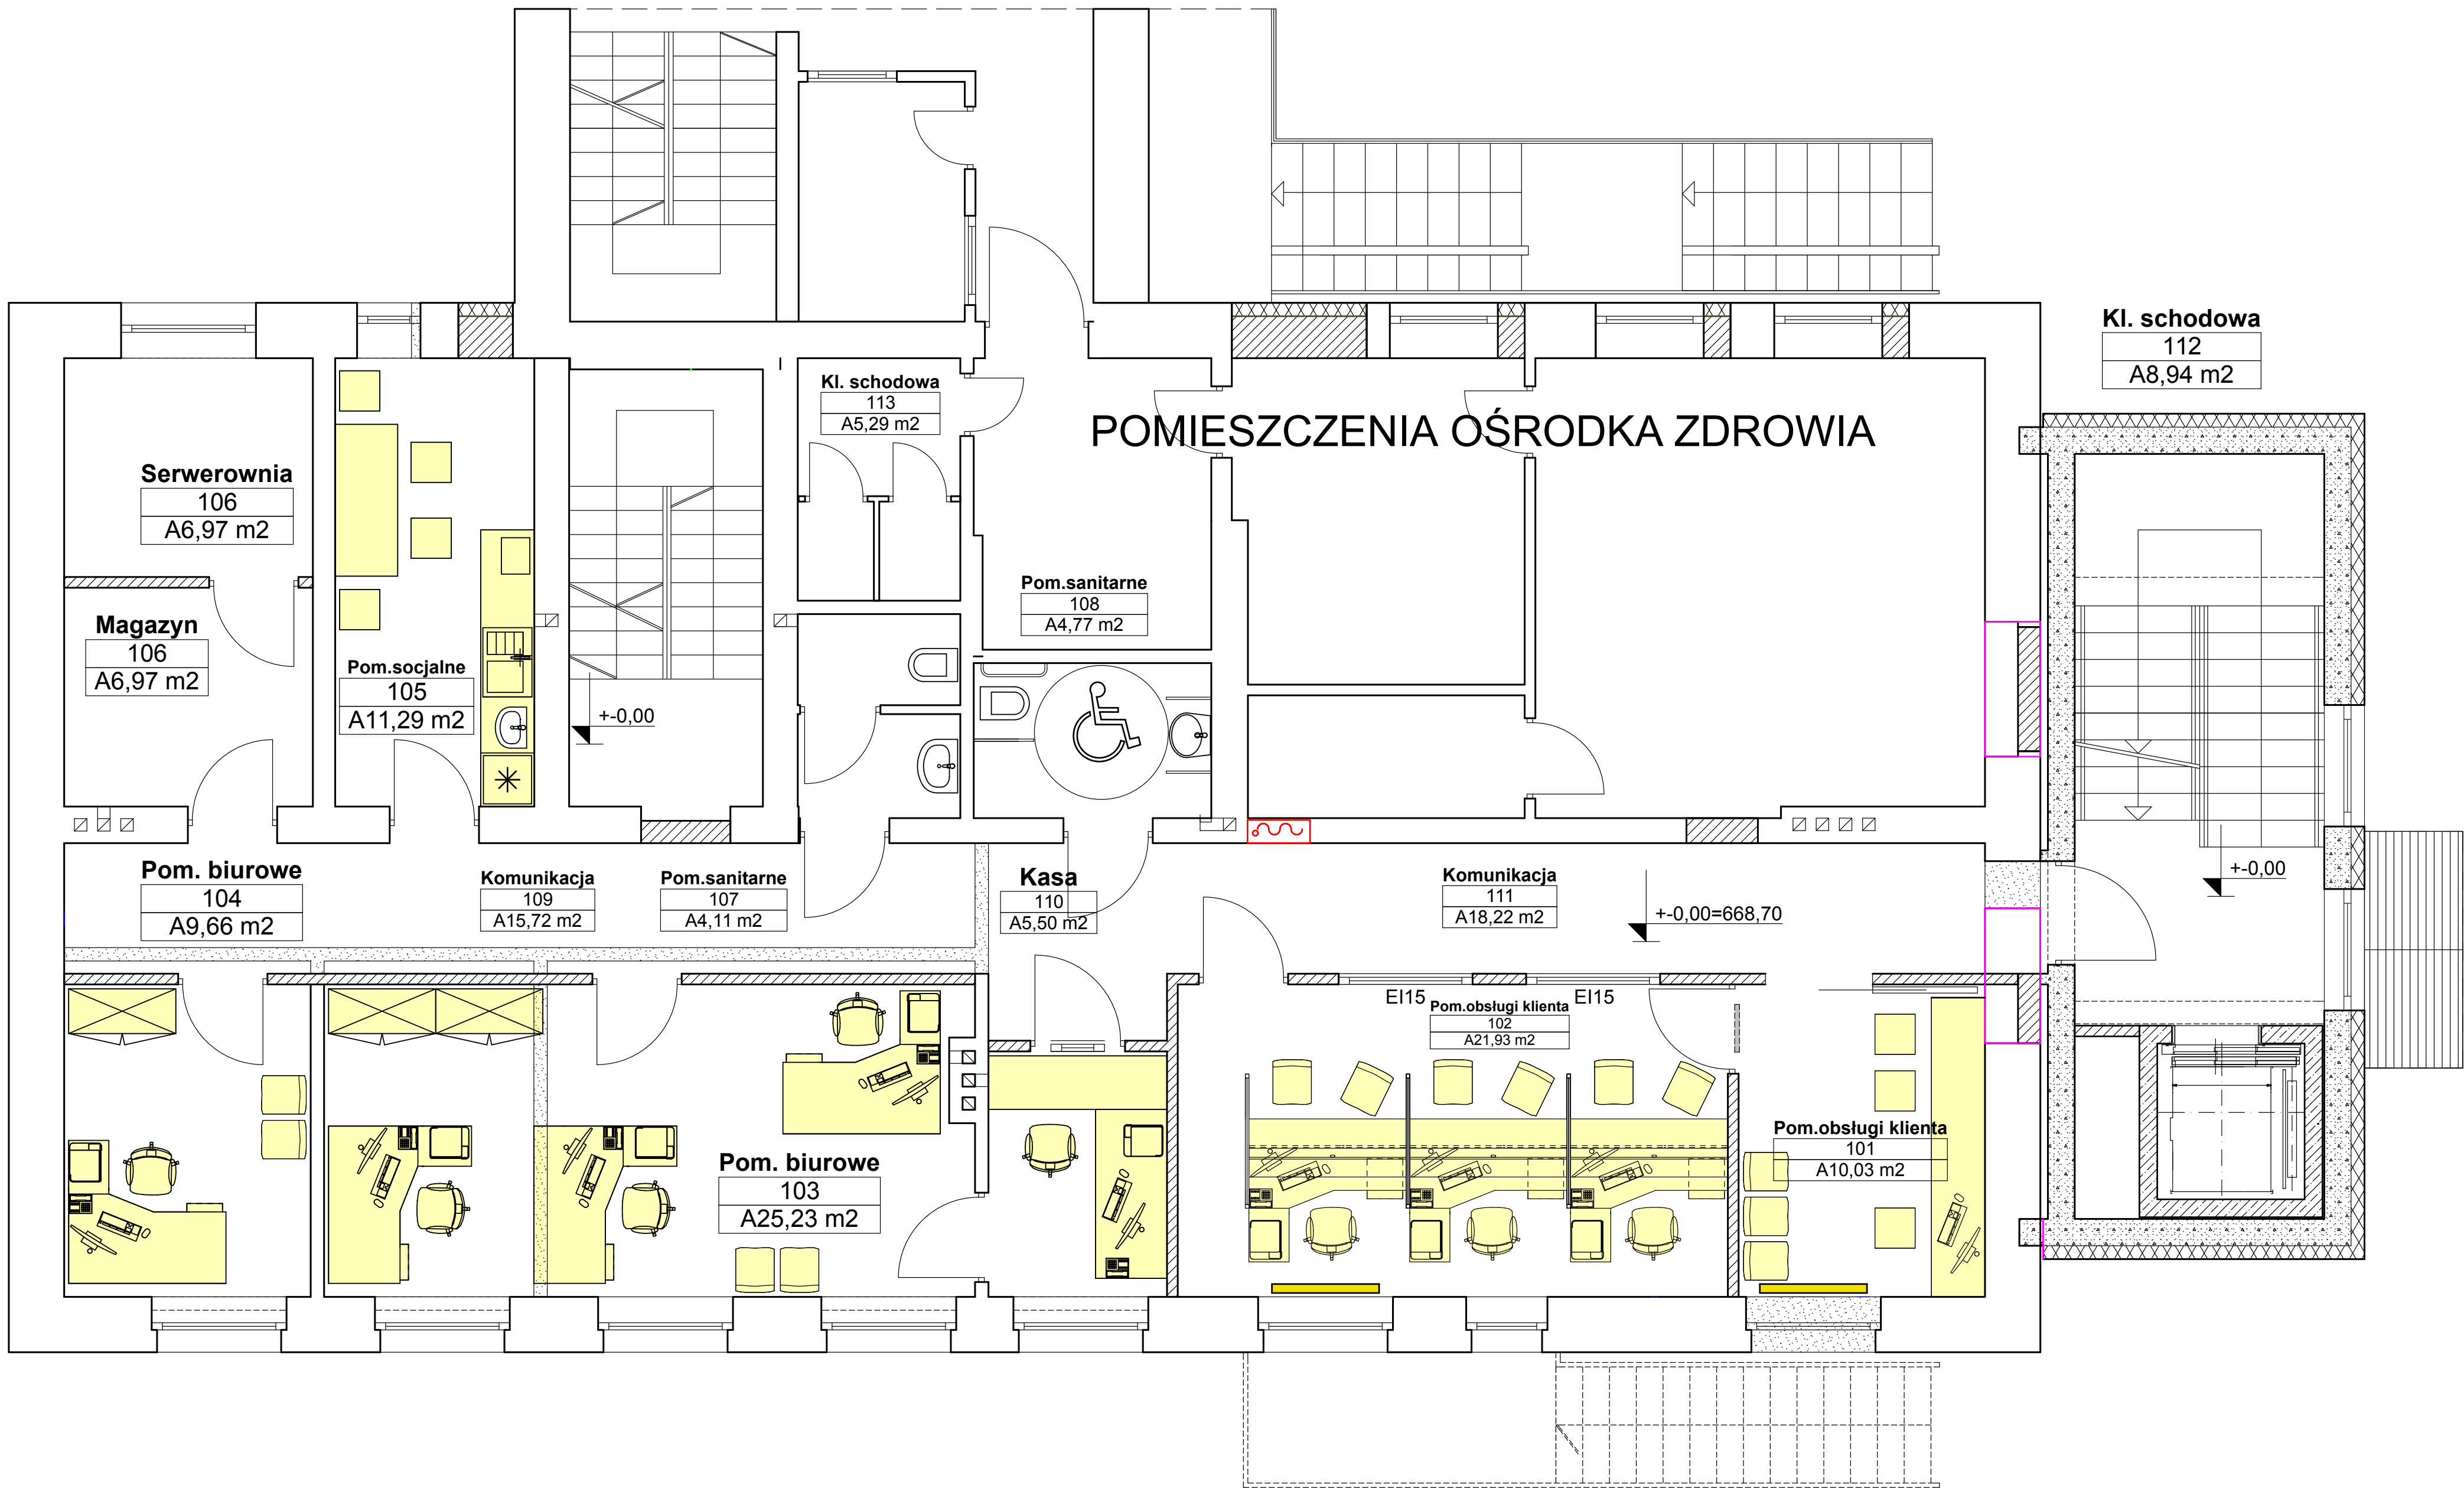 Kl. schodowa
112
A8,94 m2
Kl. schodowa
113
A5,29 m2
POMIESZCZENIA OŚRODKA ZDROWIA
Serwerownia
106
A6,97 m2
Pom.sanitarne
108
A4,77 m2
Magazyn
106
A6,97 m2
Pom.socjalne
105
A11,29 m2
+-0,00
Pom. biurowe
104
A9,66 m2
Komunikacja
109
A15,72 m2
Pom.sanitarne
107
A4,11 m2
Kasa
110
A5,50 m2
Komunikacja
111
A18,22 m2
+-0,00=668,70
+-0,00
EI15
Pom.obsługi klienta
102
A21,93 m2
EI15
Pom. biurowe
103
A25,23 m2
Pom.obsługi klienta
101
A10,03 m2